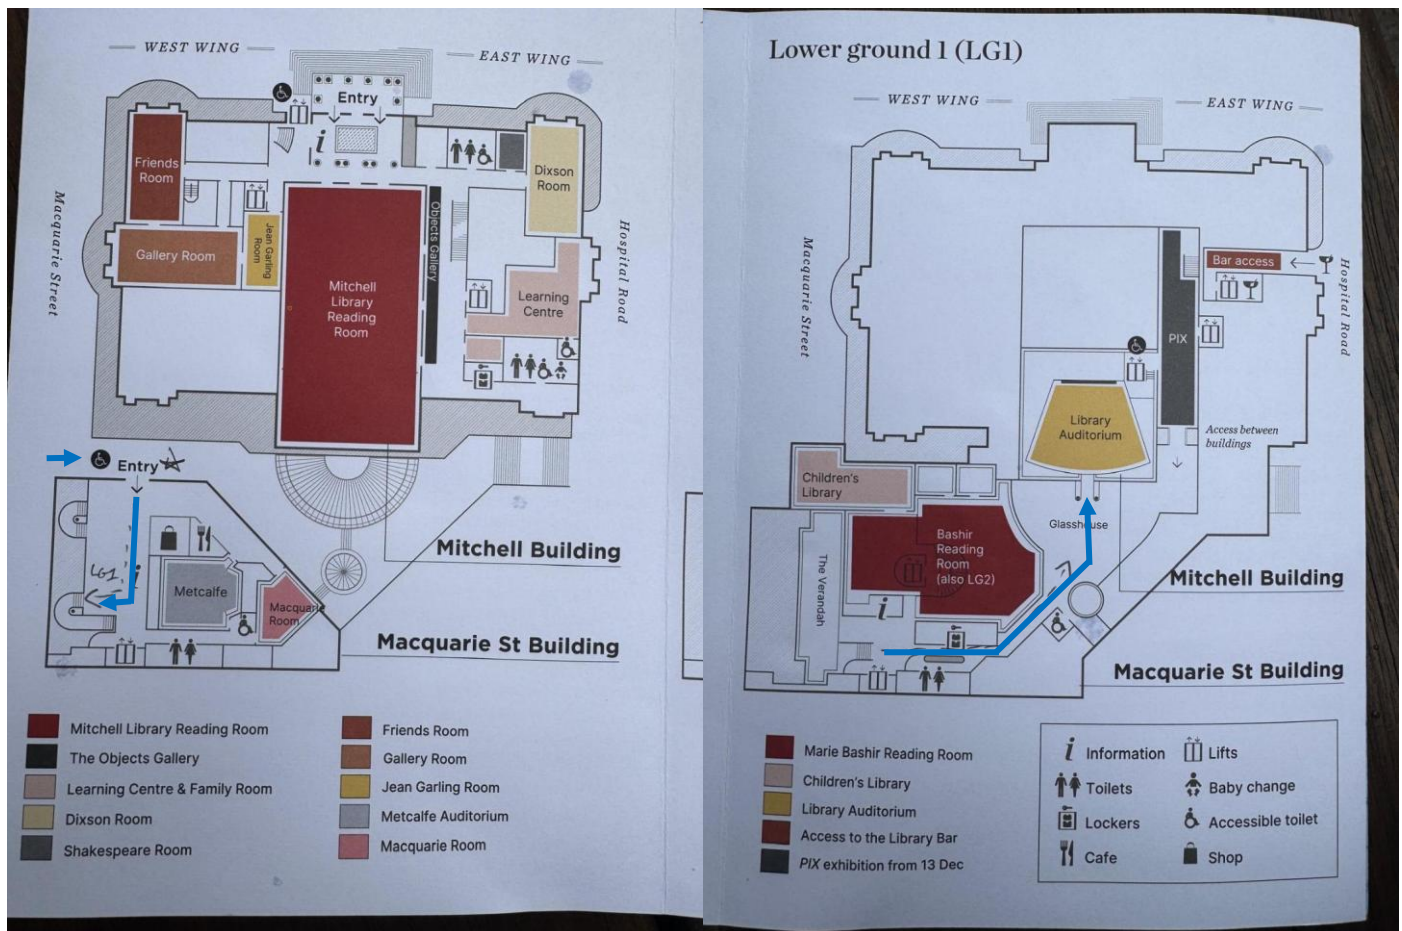 WEST WING
EAST WING
Entry
Friends
Room
Dixson
Room
Macquarie Street
Hospital Road
Objects Gallery
Jean Garling
Room
Gallery Room
Mitchell
Library
Reading
Room
Learning
Centre
Entry
LG1
Metcalfe
Macquarie
Room
Mitchell Building
Macquarie St Building
Mitchell Library Reading Room
The Objects Gallery
Learning Centre & Family Room
Dixson Room
Shakespeare Room
Friends Room
Gallery Room
Jean Garling Room
Metcalfe Auditorium
Macquarie Room
Lower ground 1 (LG1)
WEST WING
EAST WING
Macquarie Street
Hospital Road
Bar access
PIX
Library
Auditorium
Access between
buildings
Children's
Library
Glasshouse
Bashir
Reading
Room
(also LG2)
The Verandah
Mitchell Building
Macquarie St Building
Marie Bashir Reading Room
Children's Library
Library Auditorium
Access to the Library Bar
PIX exhibition from 13 Dec
Information
Toilets
Lockers
Cafe
Lifts
Baby change
Accessible toilet
Shop